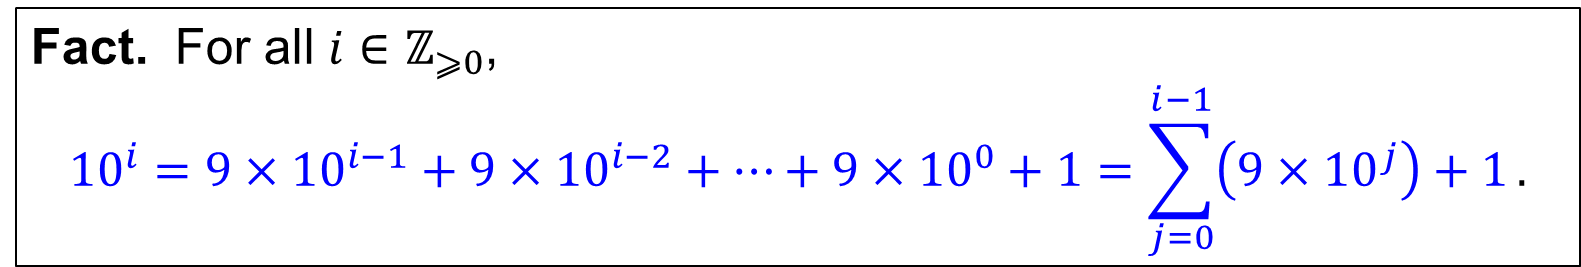 Fact. For all 𝑖 ∈ ℤ⩾0,
10^𝑖 = 9 × 10^(𝑖−1) + 9 × 10^(𝑖−2) + ⋯ + 9 × 10^0 + 1 = ∑_{𝑗=0}^{𝑖−1} (9 × 10^𝑗) + 1 .